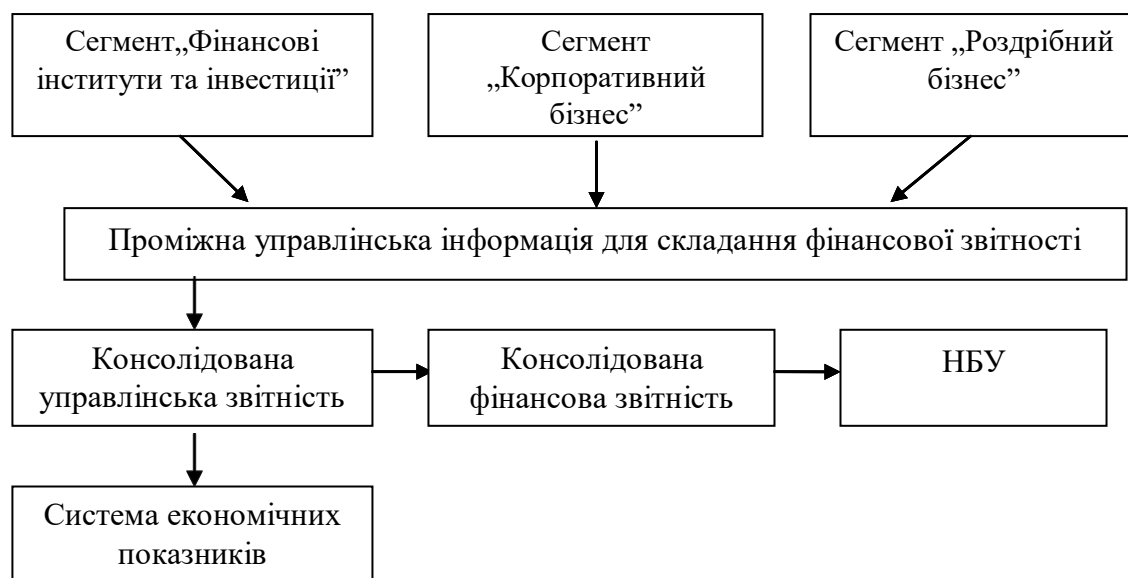 Сегмент„Фінансові
інститути та інвестиції”
Сегмент
„Корпоративний
бізнес”
Сегмент „Роздрібний
бізнес”
Проміжна управлінська інформація для складання фінансової звітності
Консолідована
управлінська звітність
Консолідована
фінансова звітність
НБУ
Система економічних
показників